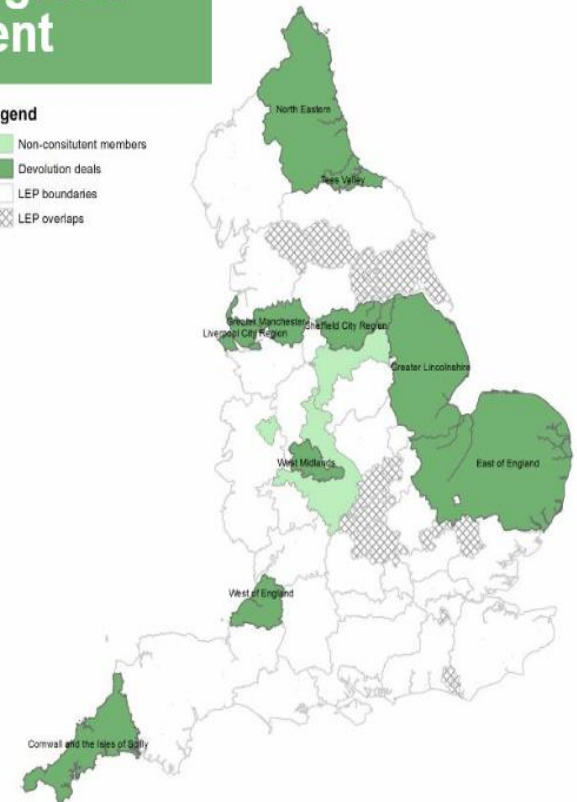 ent
gend
Non-consitutent members
Devolution deals
LEP boundaries
LEP overlaps
North Eastern
Tees Valley
Greater Manchester
Liverpool City Region
Sheffield City Region
Greater Lincolnshire
West Midlands
East of England
West of England
Cornwall and the Isles of Scilly